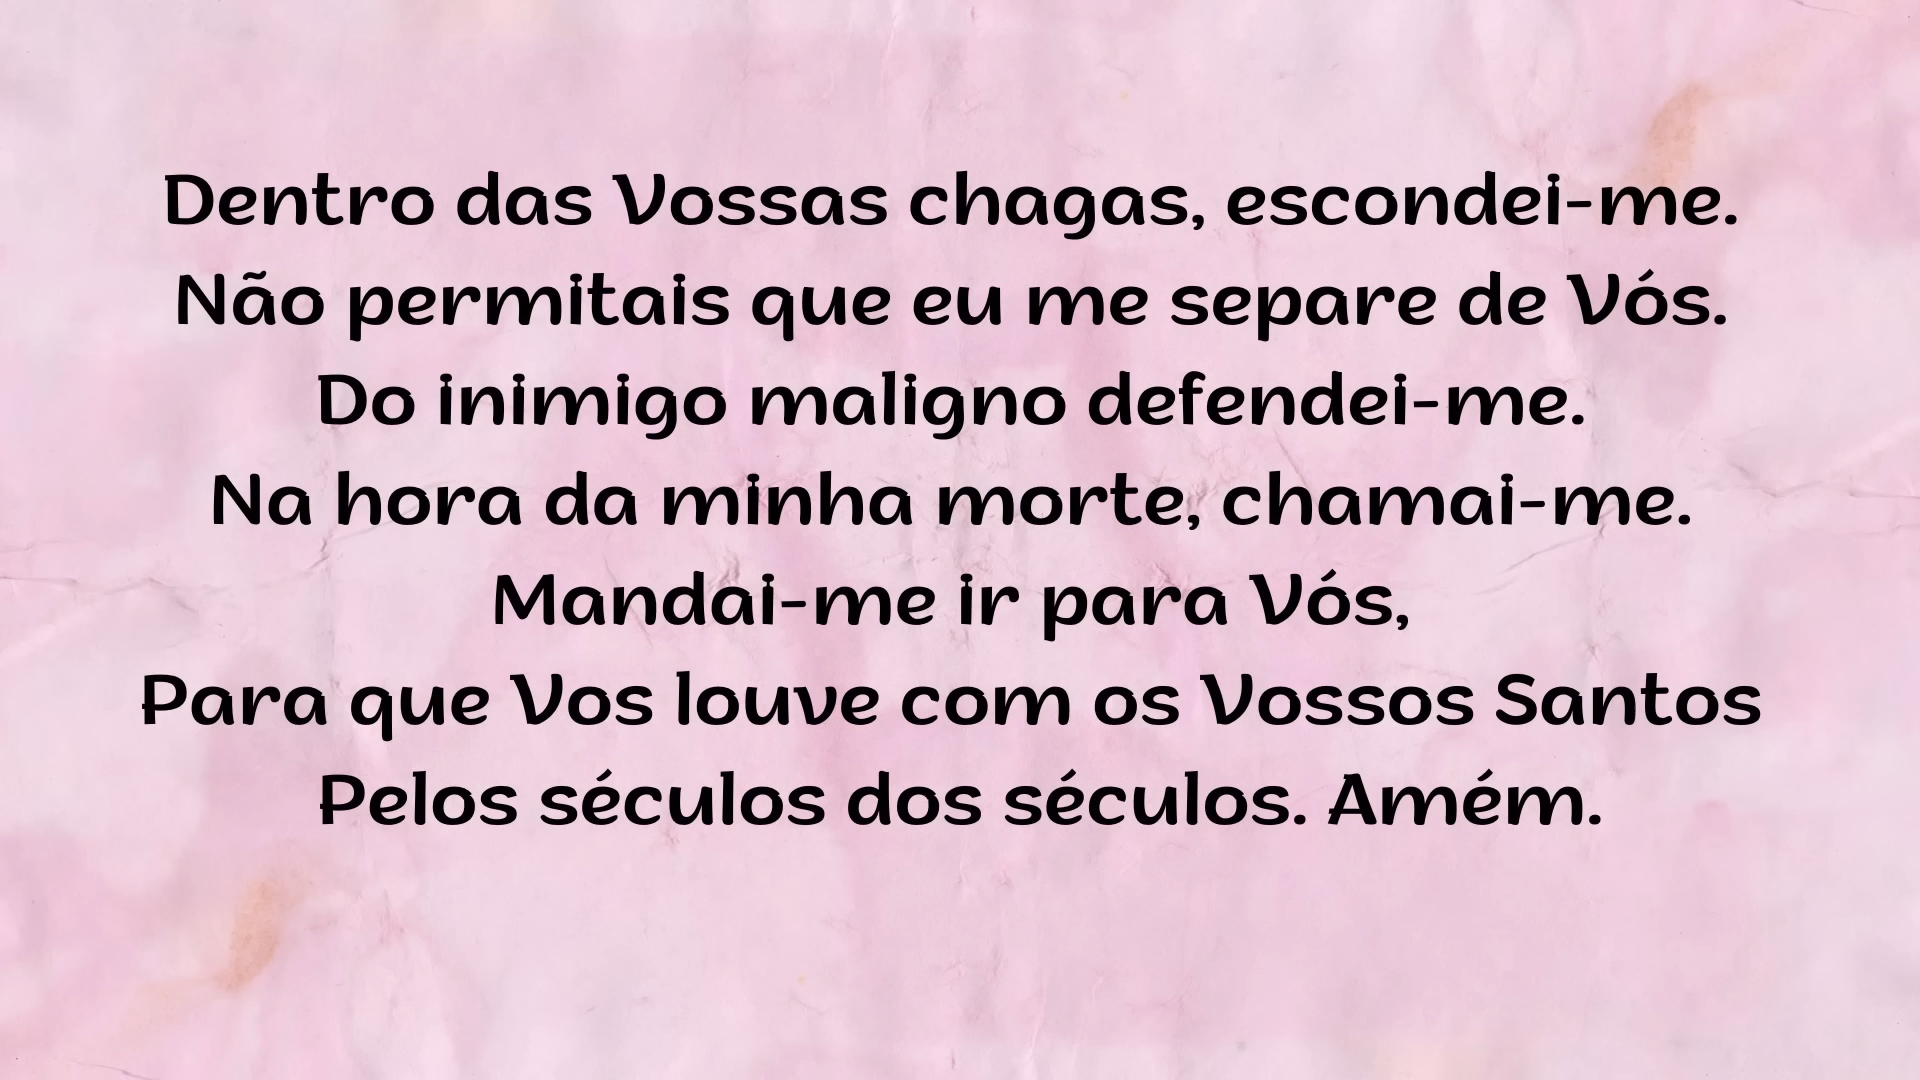 Dentro das Vossas chagas, escondei-me.
Não permitais que eu me separe de Vós.
Do inimigo maligno defendei-me.
Na hora da minha morte, chamai-me.
Mandai-me ir para Vós,
Para que Vos louve com os Vossos Santos
Pelos séculos dos séculos. Amém.